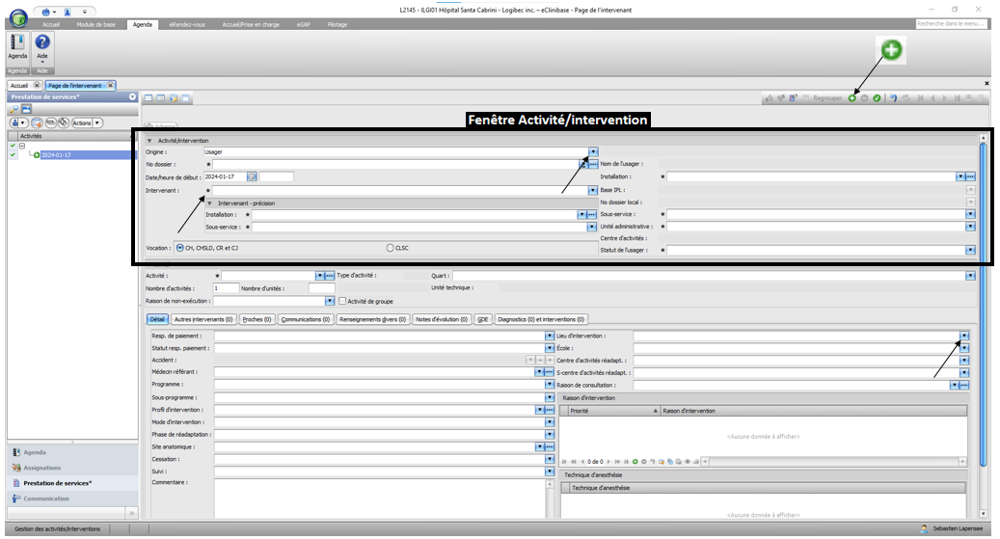 L2145 - ILGI01 Hôpital Santa Cabrini - Logibec inc. – eClinibase - Page de l'intervenant
Accueil Module de base Agenda eRendez-vous Accueil/Prise en charge eGAP Pilotage
Recherche dans le menu...
Agenda Aide
Agenda Aide
Accueil Page de l'intervenant
Prestation de services*
Regrouper
Actions
Fenêtre Activité/intervention
Activités
2024-01-17
Activité/intervention
Origine : Usager
No dossier : * Nom de l'usager :
Date/heure de début : 2024-01-17 Installation : *
Intervenant : * Base IPL :
Intervenant - précision No dossier local :
Installation : * Sous-service : *
Sous-service : * Unité administrative : *
Centre d'activités :
Vocation : CH, CHSLD, CR et CJ CLSC Statut de l'usager : *
Activité : * Type d'activité : Quart :
Nombre d'activités : 1 Nombre d'unités : Unité technique :
Raison de non-exécution : Activité de groupe
Détail Autres intervenants (0) Proches (0) Communications (0) Renseignements divers (0) Notes d'évolution (0) GDE Diagnostics (0) et interventions (0)
Resp. de paiement : Lieu d'intervention :
Statut resp. paiement : École :
Accident : Centre d'activités réadapt. :
Médecin référant : S-centre d'activités réadapt. :
Programme : Raison de consultation :
Sous-programme : Raison d'intervention
Profil d'intervention : Priorité Raison d'intervention
Mode d'intervention :
Phase de réadaptation : <Aucune donnée à afficher>
Site anatomique :
Cessation : 0 de 0
Suivi : Technique d'anesthésie
Commentaire : Technique d'anesthésie
<Aucune donnée à afficher>
Agenda
Assignations
Prestation de services*
Communication
Gestion des activités/interventions
Sebastien Lapensee